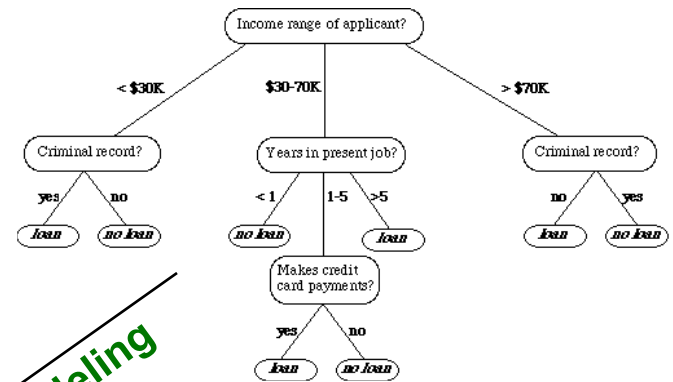 Income range of applicant?
< $30K
$30-70K
> $70K
Criminal record?
Years in present job?
Criminal record?
yes
no
< 1
1-5
>5
no
yes
loan
no loan
no loan
loan
loan
no loan
Makes credit
card payments?
yes
no
loan
no loan
deling